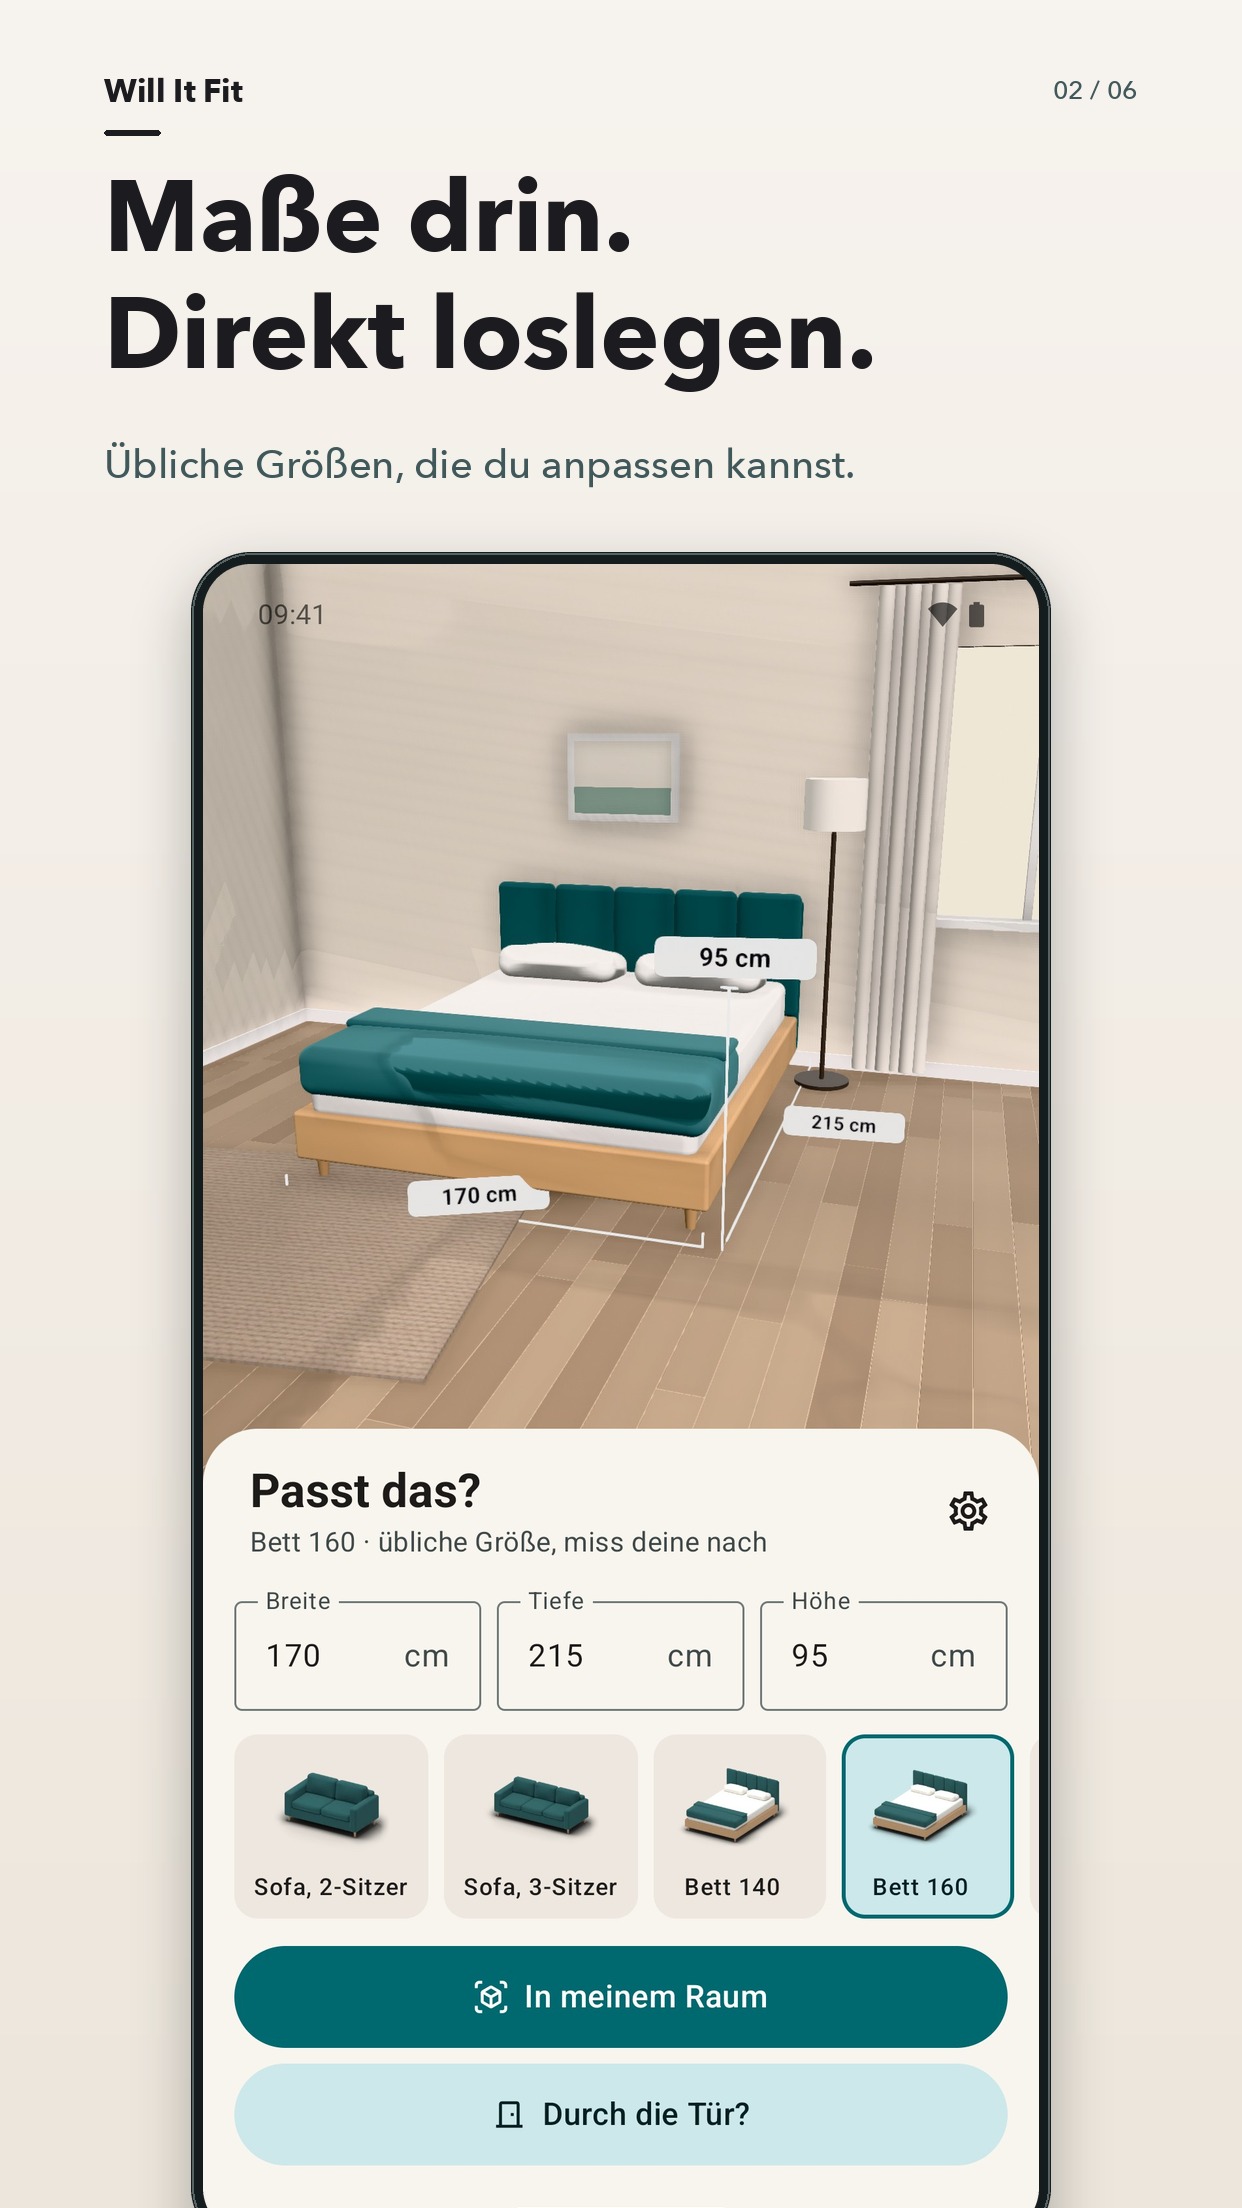 Will It Fit
02 / 06
Maße drin.
Direkt loslegen.
Übliche Größen, die du anpassen kannst.
09:41
95 cm
215 cm
170 cm
Passt das?
Bett 160 · übliche Größe, miss deine nach
Breite
Tiefe
Höhe
170 cm
215 cm
95 cm
Sofa, 2-Sitzer
Sofa, 3-Sitzer
Bett 140
Bett 160
In meinem Raum
Durch die Tür?